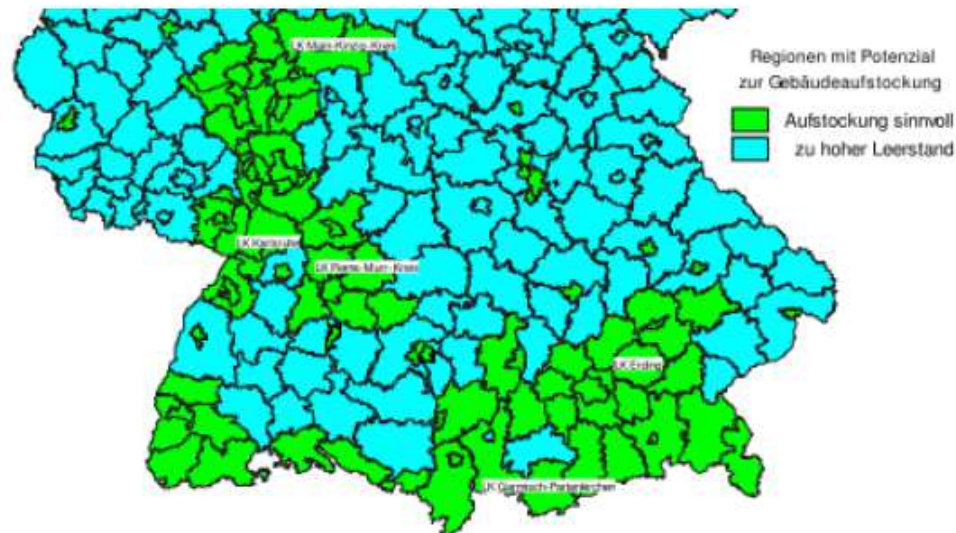 LK Main-Kinzig-Kreis
Regionen mit Potenzial
zur Gebäudeaufstockung
Aufstockung sinnvoll
zu hoher Leerstand
LK Karlsruhe
LK Rems-Murr-Kreis
LK Erding
LK Garmisch-Partenkirchen